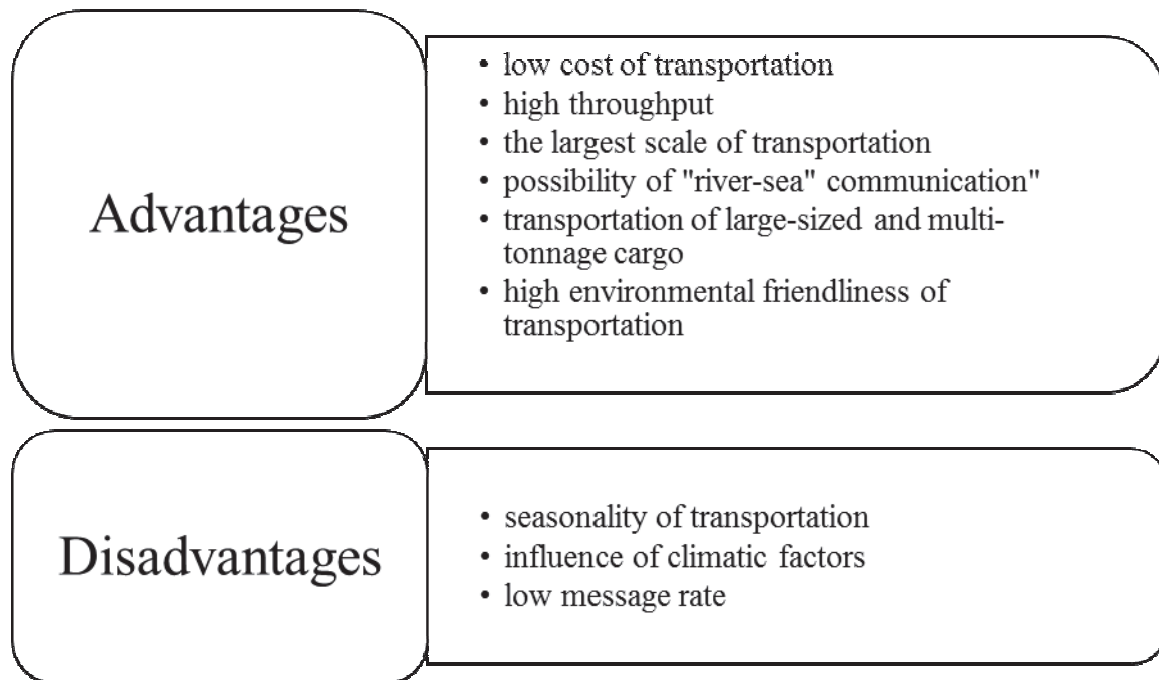 Advantages
• low cost of transportation
• high throughput
• the largest scale of transportation
• possibility of "river-sea" communication"
• transportation of large-sized and multi-
tonnage cargo
• high environmental friendliness of
transportation
Disadvantages
• seasonality of transportation
• influence of climatic factors
• low message rate